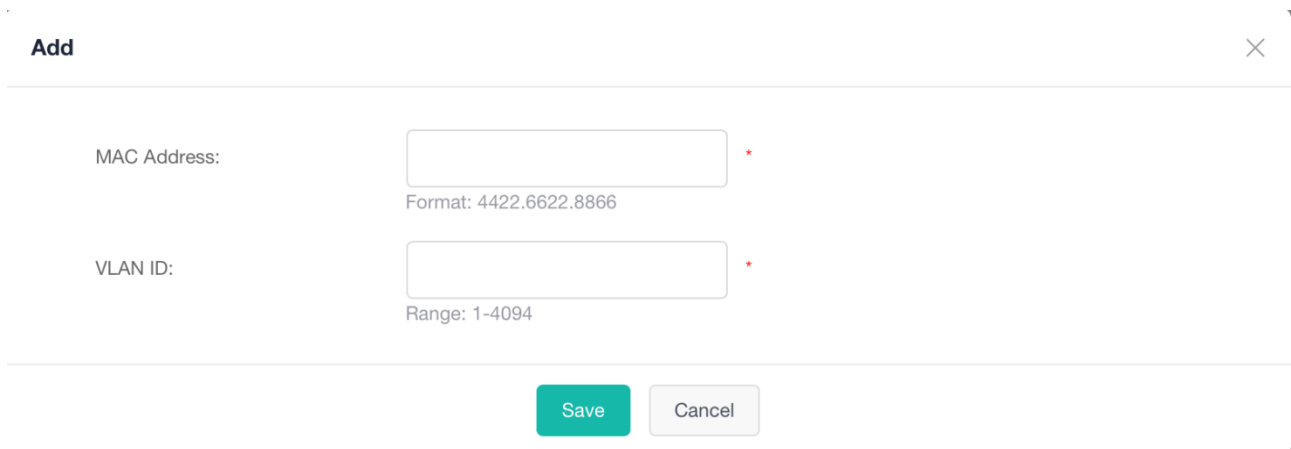 Add
MAC Address: *
Format: 4422.6622.8866
VLAN ID: *
Range: 1-4094
Save Cancel